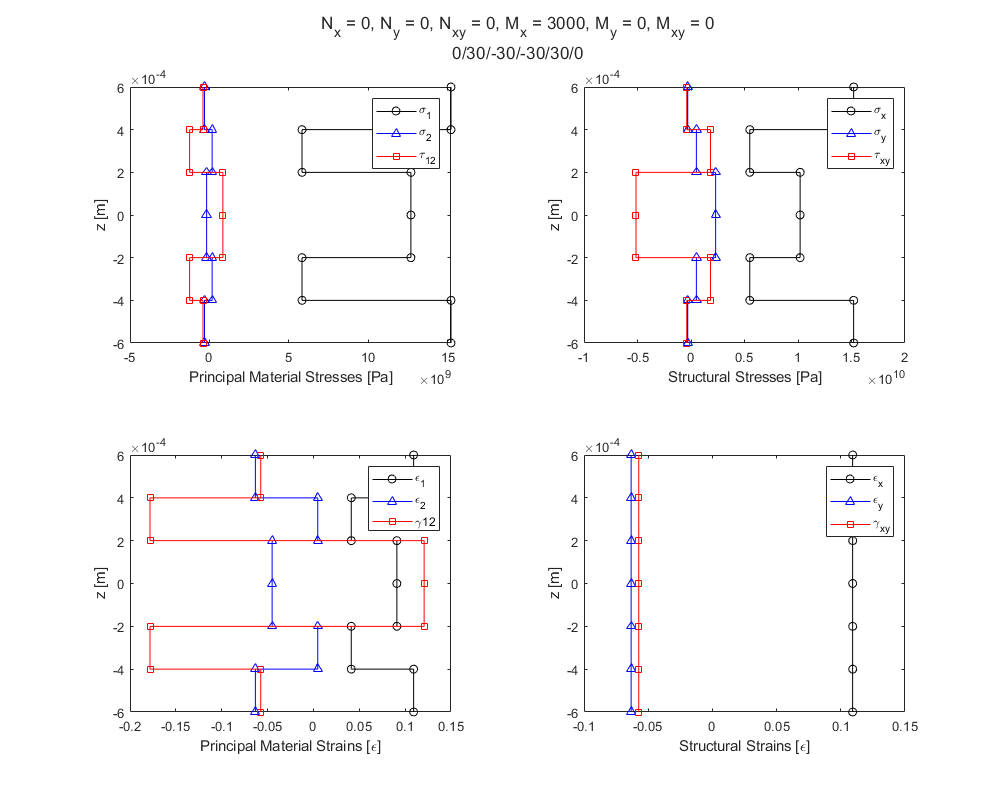 N_x = 0, N_y = 0, N_xy = 0, M_x = 3000, M_y = 0, M_xy = 0
0/30/-30/-30/30/0
×10^-4
6
4
2
0
-2
-4
-6
z [m]
-5
0
5
10
15
Principal Material Stresses [Pa]
×10^9
σ_1
σ_2
τ_12
×10^-4
6
4
2
0
-2
-4
-6
z [m]
-1
0
0.5
1
1.5
2
Structural Stresses [Pa]
×10^10
σ_x
σ_y
τ_xy
×10^-4
6
4
2
0
-2
-4
-6
z [m]
-0.2
-0.15
-0.1
-0.05
0
0.05
0.1
0.15
Principal Material Strains [ϵ]
ϵ_1
ϵ_2
γ12
×10^-4
6
4
2
0
-2
-4
-6
z [m]
-0.1
-0.05
0
0.05
0.1
0.15
Structural Strains [ϵ]
ϵ_x
ϵ_y
γ_xy